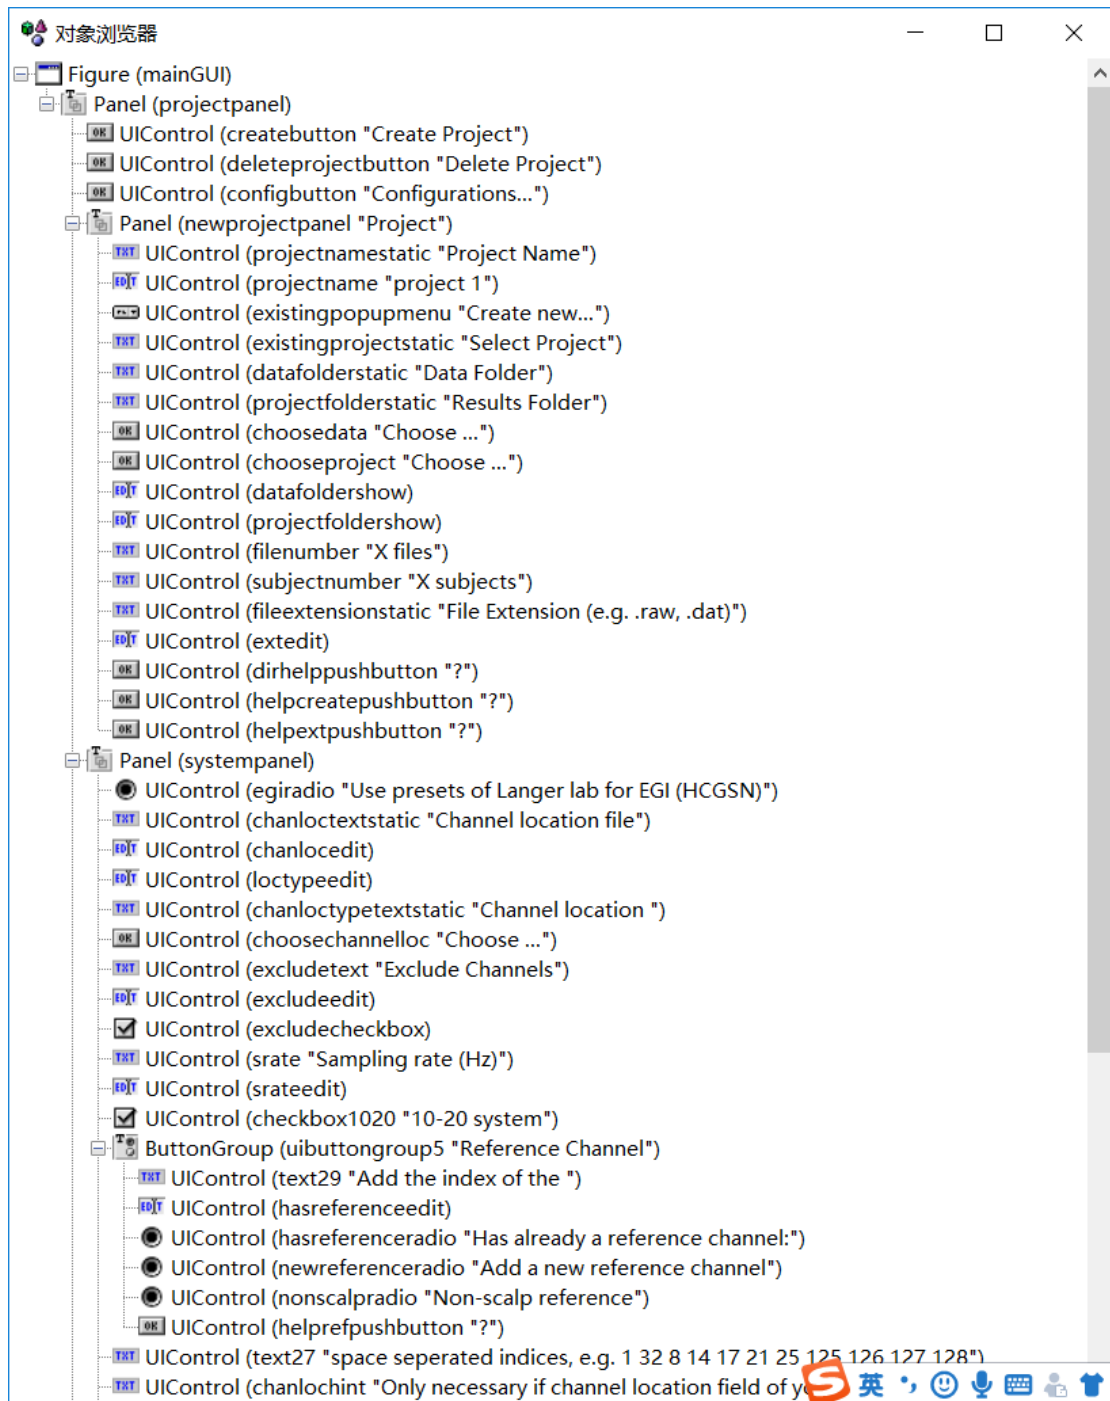 对象浏览器
Figure (mainGUI)
Panel (projectpanel)
UIControl (createbutton "Create Project")
UIControl (deleteprojectbutton "Delete Project")
UIControl (configbutton "Configurations...")
Panel (newprojectpanel "Project")
UIControl (projectnamestatic "Project Name")
UIControl (projectname "project 1")
UIControl (existingpopupmenu "Create new...")
UIControl (existingprojectstatic "Select Project")
UIControl (datafolderstatic "Data Folder")
UIControl (projectfolderstatic "Results Folder")
UIControl (choosedata "Choose ...")
UIControl (chooseproject "Choose ...")
UIControl (datafoldershow)
UIControl (projectfoldershow)
UIControl (filenumber "X files")
UIControl (subjectnumber "X subjects")
UIControl (fileextensionstatic "File Extension (e.g. .raw, .dat)")
UIControl (extedit)
UIControl (dirhelppushbutton "?")
UIControl (helpcreatepushbutton "?")
UIControl (helpextpushbutton "?")
Panel (systempanel)
UIControl (egiradio "Use presets of Langer lab for EGI (HCGSN)")
UIControl (chanloctextstatic "Channel location file")
UIControl (chanlocedit)
UIControl (loctypeedit)
UIControl (chanloctypetextstatic "Channel location ")
UIControl (choosechannelloc "Choose ...")
UIControl (excludetext "Exclude Channels")
UIControl (excludeedit)
UIControl (excludecheckbox)
UIControl (srate "Sampling rate (Hz)")
UIControl (srateedit)
UIControl (checkbox1020 "10-20 system")
ButtonGroup (uibuttongroup5 "Reference Channel")
UIControl (text29 "Add the index of the ")
UIControl (hasreferenceedit)
UIControl (hasreferenceradio "Has already a reference channel:")
UIControl (newreferenceradio "Add a new reference channel")
UIControl (nonscalpradio "Non-scalp reference")
UIControl (helprefpushbutton "?")
UIControl (text27 "space seperated indices, e.g. 1 32 8 14 17 21 25 125 126 127 128")
UIControl (chanlochint "Only necessary if channel location field of
英